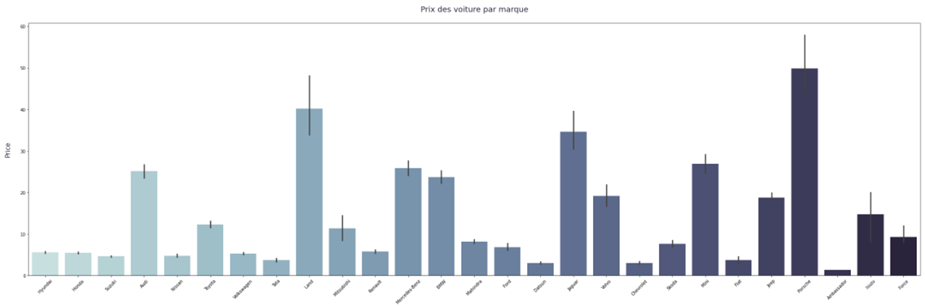 Prix des voiture par marque
60
50
40
30
20
10
0
Price
Hyundai
Honda
Suzuki
Audi
Nissan
Toyota
Volkswagen
Tata
Land
Mitsubishi
Renault
Mercedes-Benz
BMW
Mahindra
Ford
Datsun
Jaguar
Volvo
Chevrolet
Skoda
Mini
Fiat
Jeep
Porsche
Ambassador
Isuzu
Force